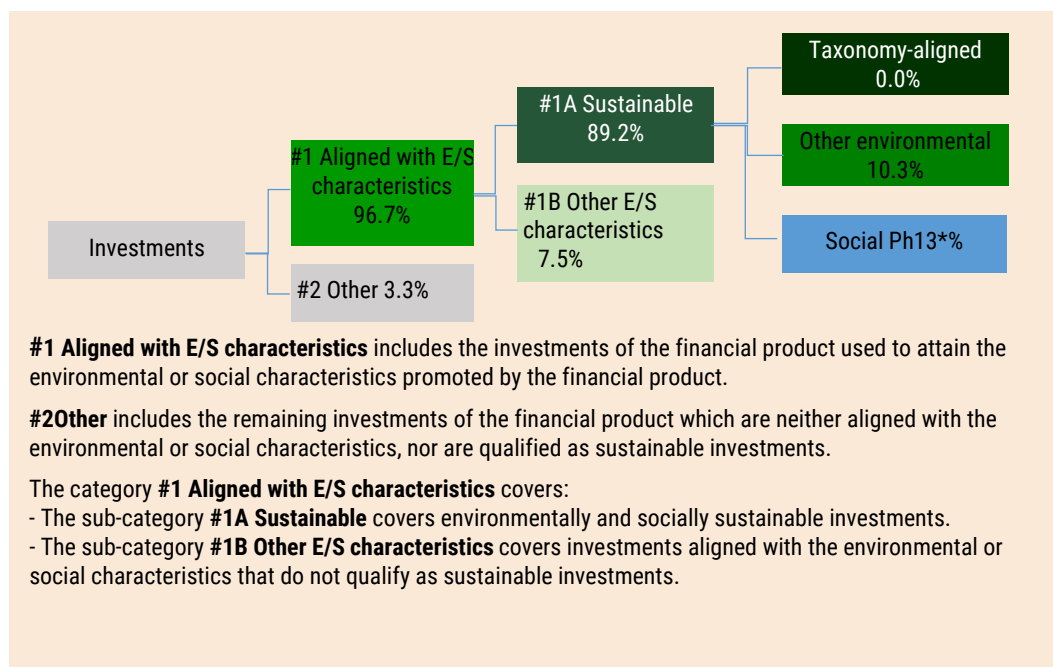 Taxonomy-aligned
0.0%
#1A Sustainable
89.2%
Other environmental
10.3%
#1 Aligned with E/S
characteristics
96.7%
#1B Other E/S
characteristics
7.5%
Social Ph13*%
Investments
#2 Other 3.3%
#1 Aligned with E/S characteristics includes the investments of the financial product used to attain the
environmental or social characteristics promoted by the financial product.
#2Other includes the remaining investments of the financial product which are neither aligned with the
environmental or social characteristics, nor are qualified as sustainable investments.
The category #1 Aligned with E/S characteristics covers:
- The sub-category #1A Sustainable covers environmentally and socially sustainable investments.
- The sub-category #1B Other E/S characteristics covers investments aligned with the environmental or
social characteristics that do not qualify as sustainable investments.